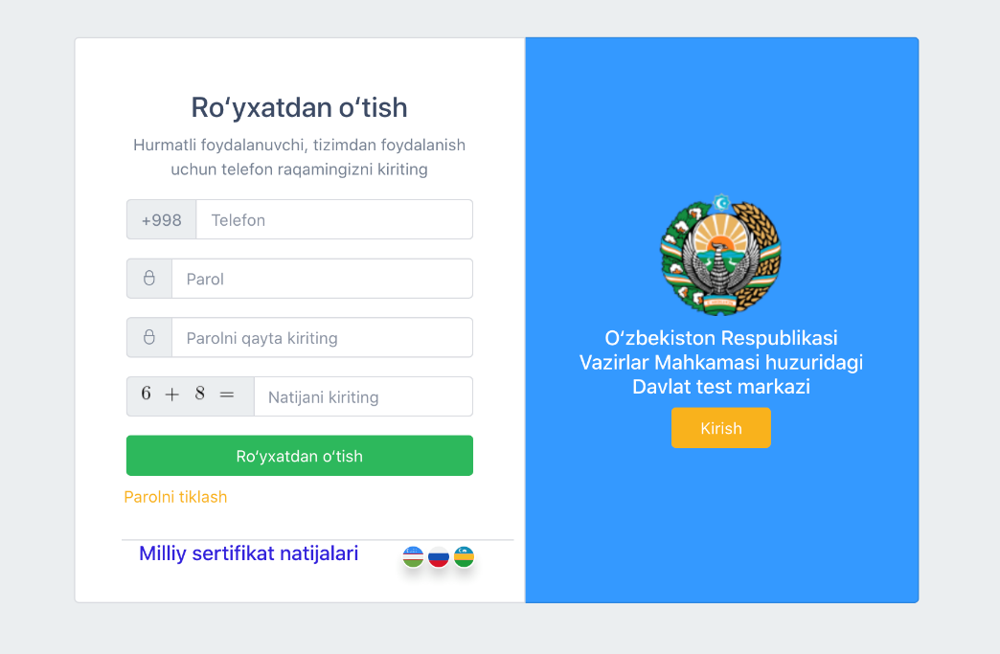 Roʻyxatdan oʻtish
Hurmatli foydalanuvchi, tizimdan foydalanish
uchun telefon raqamingizni kiriting
+998 Telefon
Parol
Parolni qayta kiriting
6 + 8 = Natijani kiriting
Roʻyxatdan oʻtish
Parolni tiklash
Milliy sertifikat natijalari
Oʻzbekiston Respublikasi
Vazirlar Mahkamasi huzuridagi
Davlat test markazi
Kirish